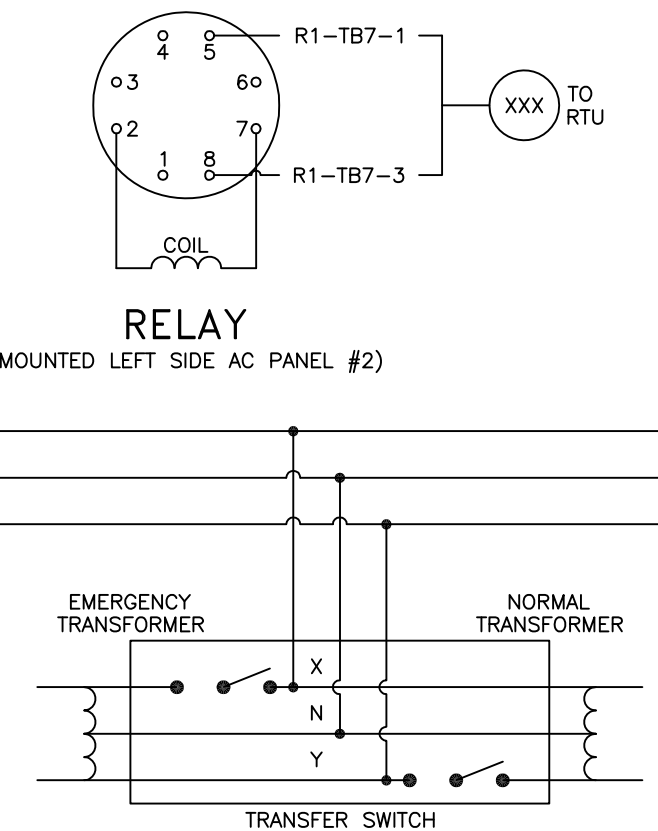 4 5 R1-TB7-1
3 6
XXX TO
RTU
2 7
1 8 R1-TB7-3
COIL
RELAY
MOUNTED LEFT SIDE AC PANEL #2)
EMERGENCY
TRANSFORMER
NORMAL
TRANSFORMER
X
N
Y
TRANSFER SWITCH